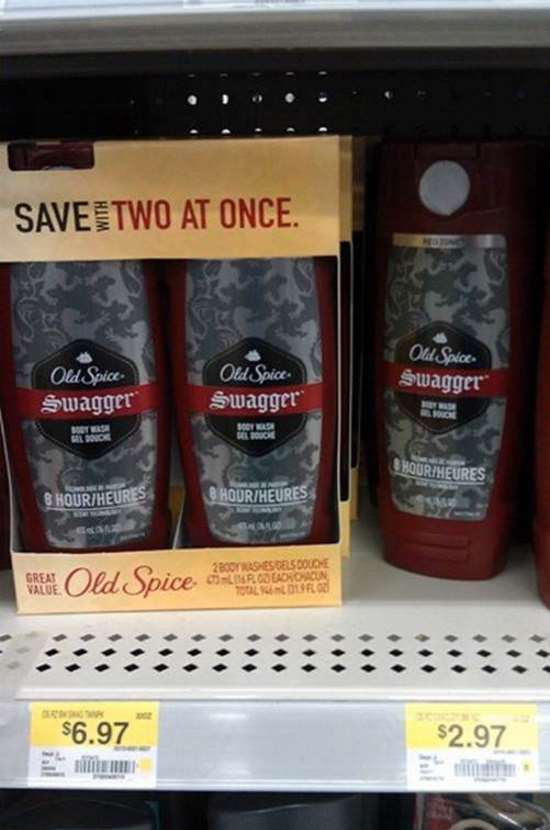 SAVE WITH TWO AT ONCE.
Old Spice
Swagger
BODY WASH
GEL DOUCHE
8 HOUR/HEURES
Old Spice
Swagger
BODY WASH
GEL DOUCHE
8 HOUR/HEURES
GREAT VALUE. Old Spice
2 BODY WASHES/GELS DOUCHE
473 mL (16 FL OZ) EACH/CHACUN
TOTAL 946 mL (31.9 FL OZ)
RED ZONE
Old Spice
Swagger
BODY WASH
GEL DOUCHE
8 HOUR/HEURES
$6.97
$2.97